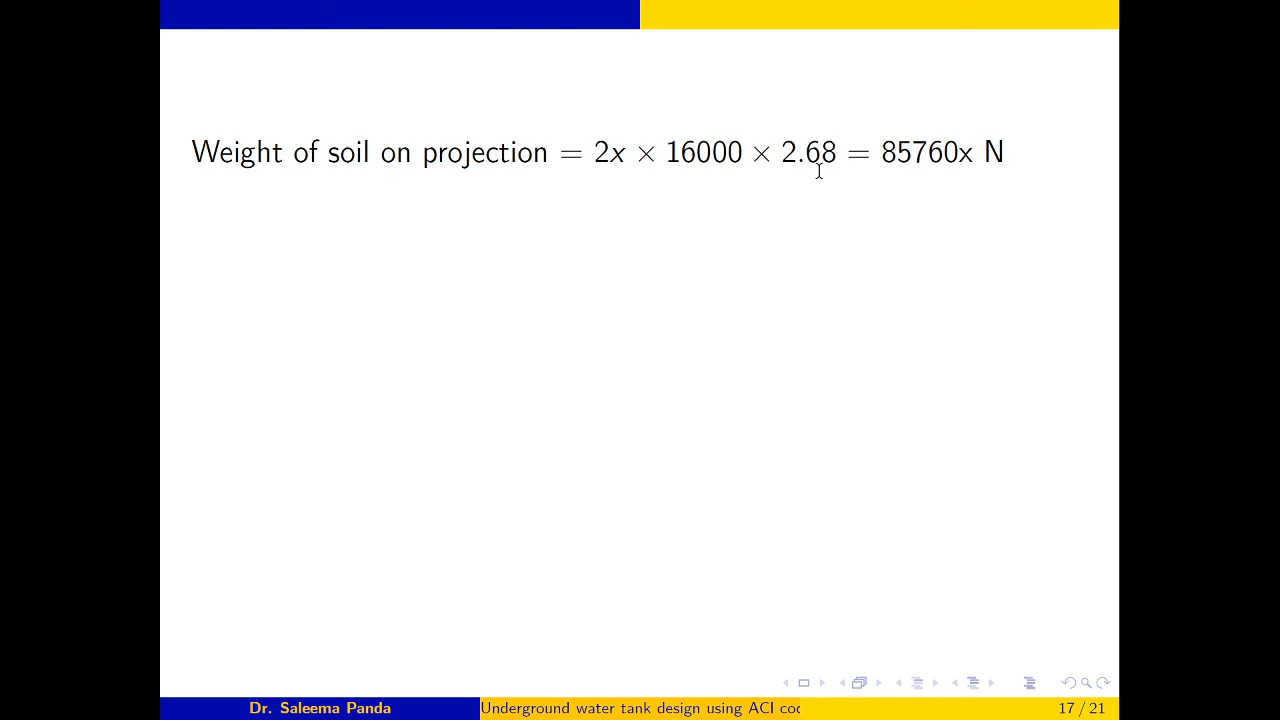 Weight of soil on projection = 2x × 16000 × 2.68 = 85760x N
Dr. Saleema Panda
Underground water tank design using ACI coc
17 / 21